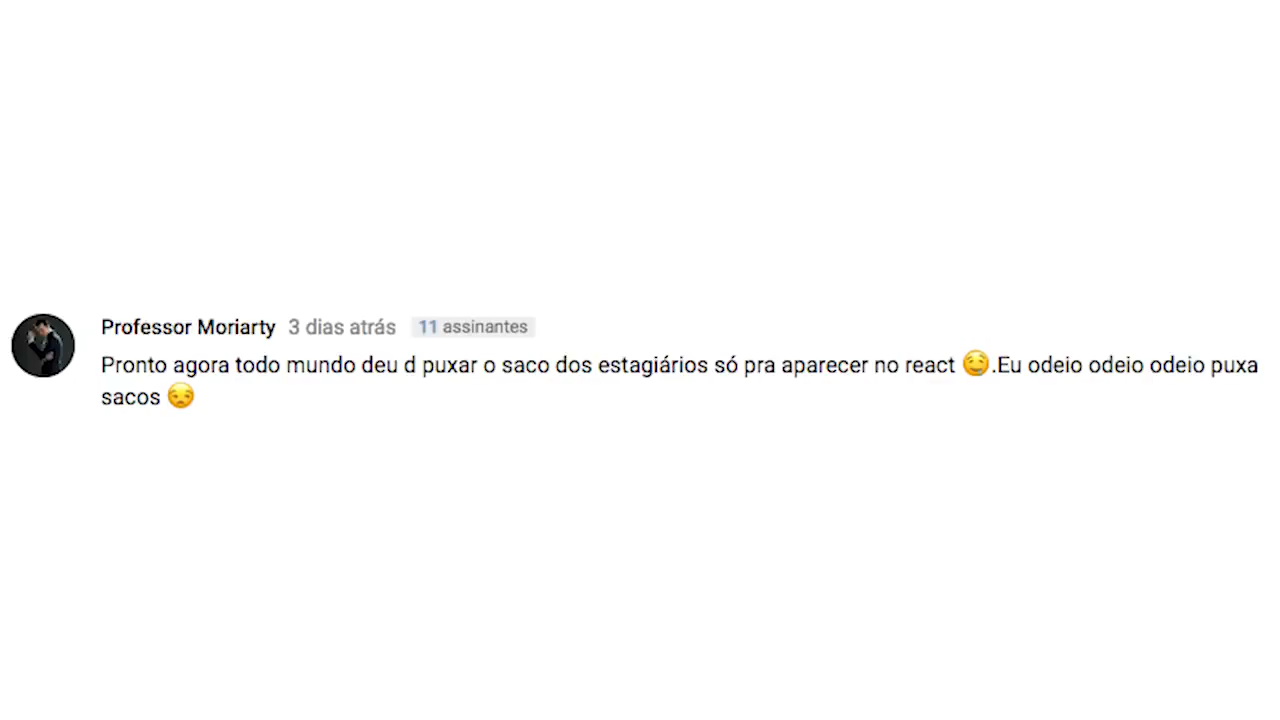 Professor Moriarty 3 dias atrás 11 assinantes
Pronto agora todo mundo deu d puxar o saco dos estagiários só pra aparecer no react 🤤.Eu odeio odeio odeio puxa
sacos 😒